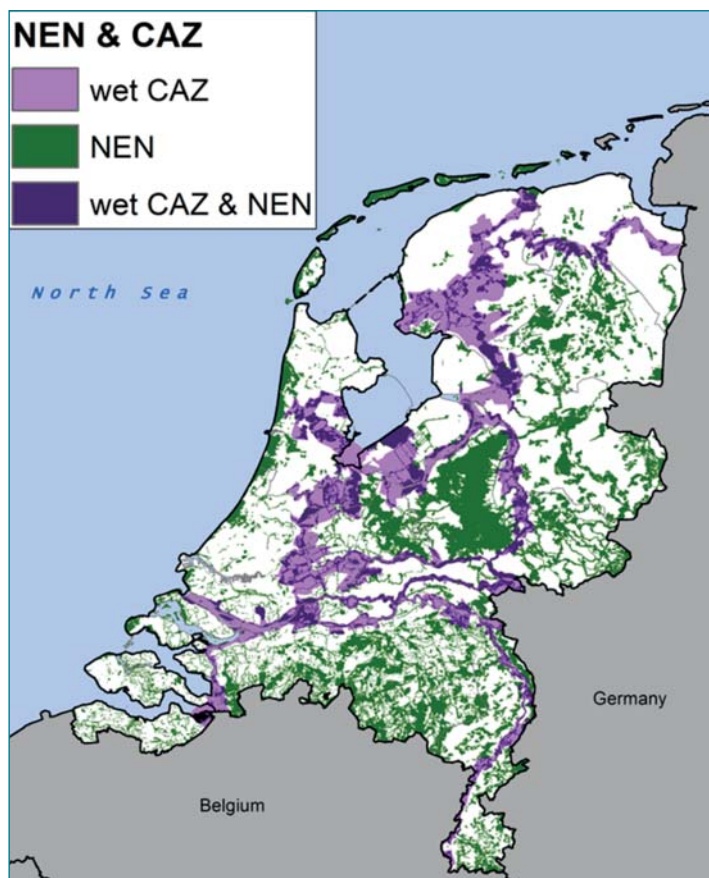 NEN & CAZ
wet CAZ
NEN
wet CAZ & NEN
North Sea
Germany
Belgium